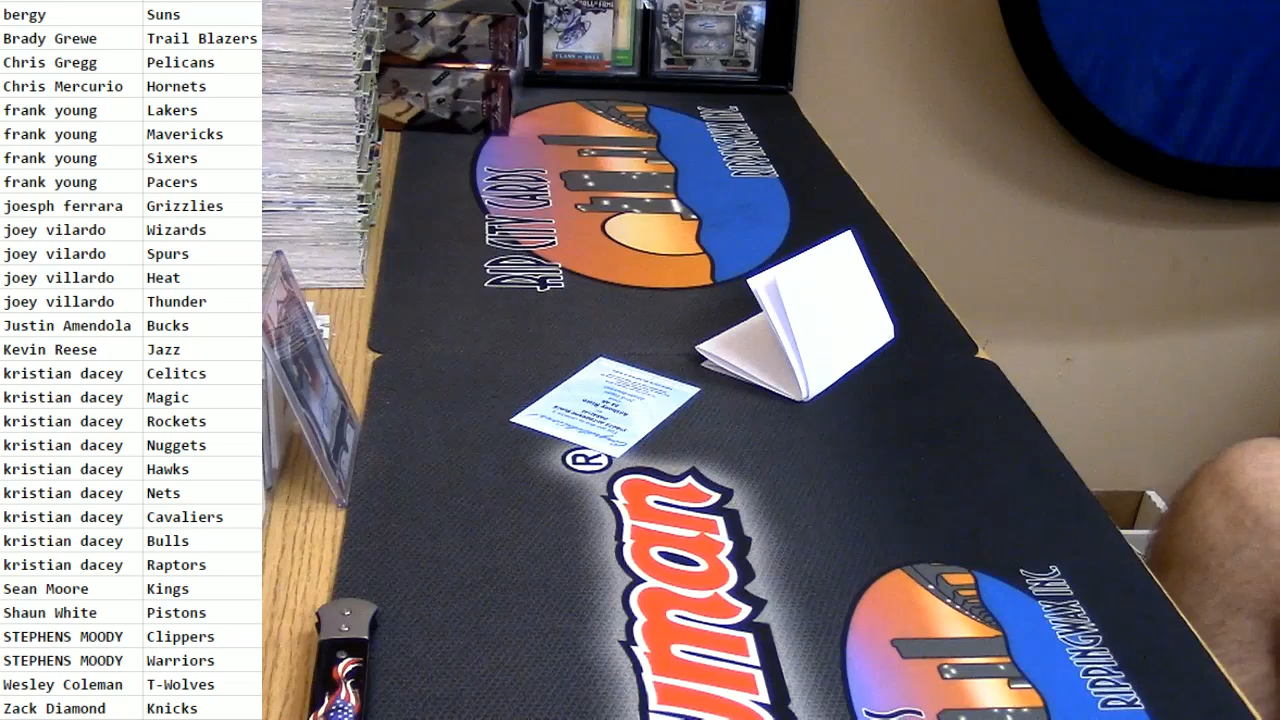 bergy Suns
Brady Grewe Trail Blazers
Chris Gregg Pelicans
Chris Mercurio Hornets
frank young Lakers
frank young Mavericks
frank young Sixers
frank young Pacers
joesph ferrara Grizzlies
joey vilardo Wizards
joey vilardo Spurs
joey villardo Heat
joey villardo Thunder
Justin Amendola Bucks
Kevin Reese Jazz
kristian dacey Celitcs
kristian dacey Magic
kristian dacey Rockets
kristian dacey Nuggets
kristian dacey Hawks
kristian dacey Nets
kristian dacey Cavaliers
kristian dacey Bulls
kristian dacey Raptors
Sean Moore Kings
Shaun White Pistons
STEPHENS MOODY Clippers
STEPHENS MOODY Warriors
Wesley Coleman T-Wolves
Zack Diamond Knicks
RIP CITY CARDS
RIPPINGWAX INC.
Congratulations!
®
RIPPINGWAX INC.